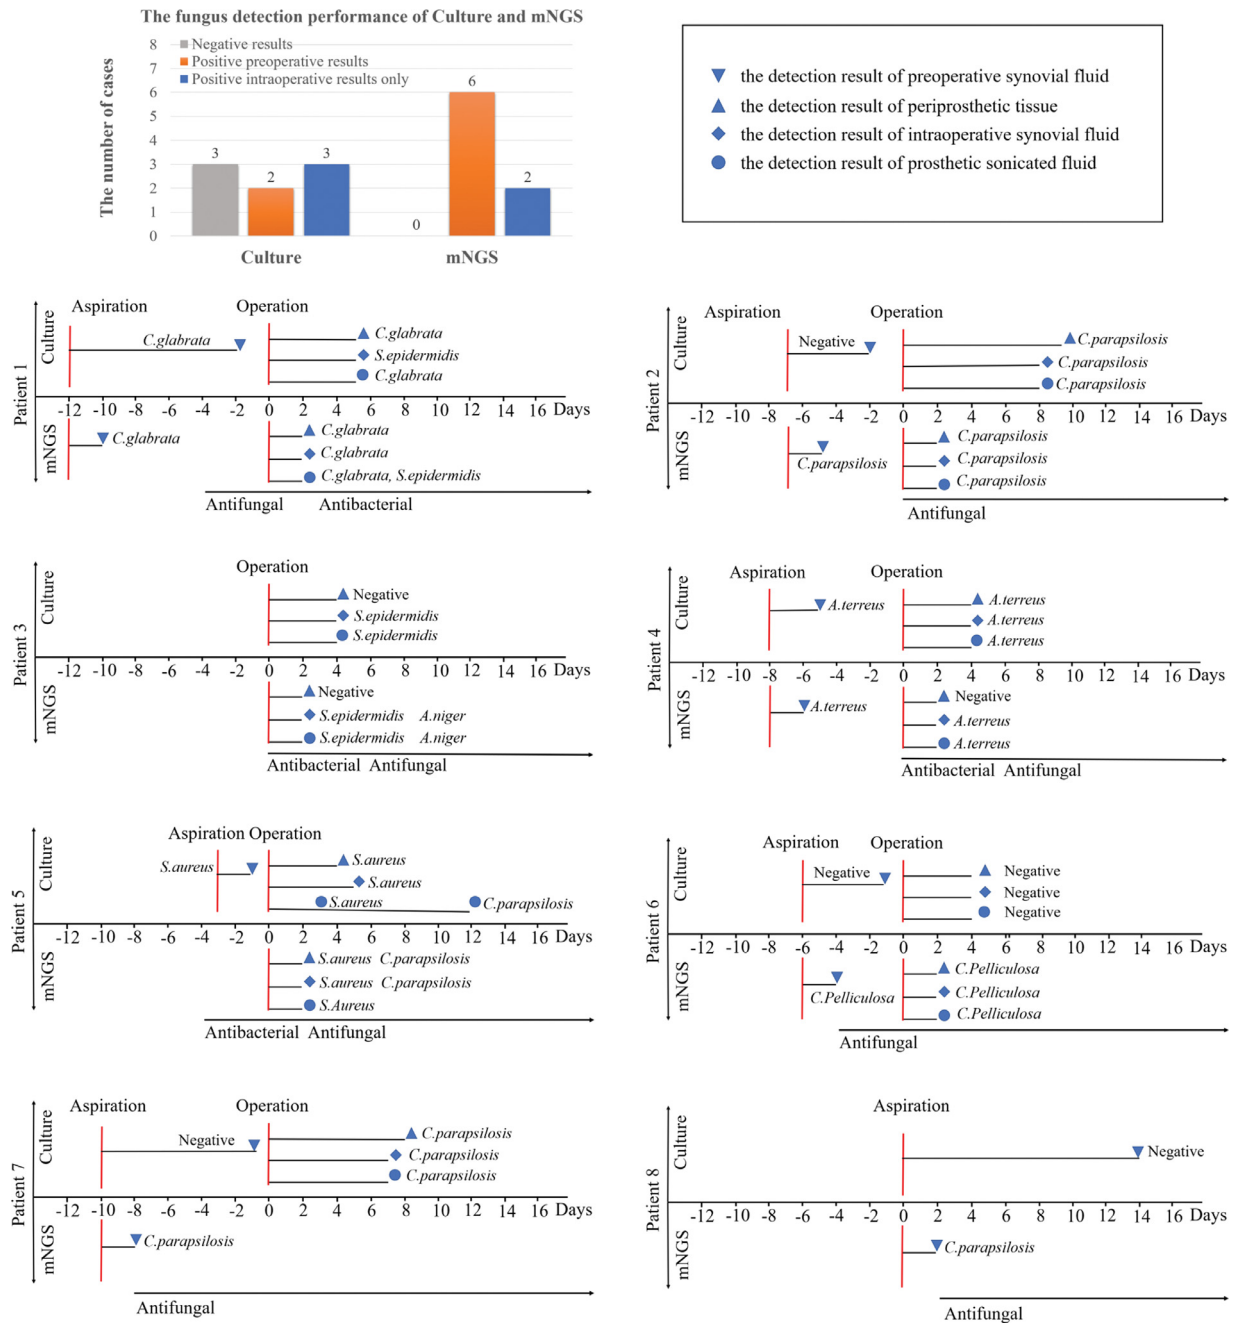 The fungus detection performance of Culture and mNGS
The number of cases
8
7
6
5
4
3
2
1
0
Negative results
Positive preoperative results
Positive intraoperative results only
3
2
3
0
6
2
Culture
mNGS
the detection result of preoperative synovial fluid
the detection result of periprosthetic tissue
the detection result of intraoperative synovial fluid
the detection result of prosthetic sonicated fluid
Patient 1
Culture
mNGS
Aspiration
Operation
C.glabrata
C.glabrata
S.epidermidis
C.glabrata
-12 -10 -8 -6 -4 -2 0 2 4 6 8 10 12 14 16 Days
C.glabrata
C.glabrata
C.glabrata
C.glabrata, S.epidermidis
Antifungal Antibacterial
Patient 2
Culture
mNGS
Aspiration
Operation
Negative
C.parapsilosis
C.parapsilosis
C.parapsilosis
-12 -10 -8 -6 -4 -2 0 2 4 6 8 10 12 14 16 Days
C.parapsilosis
C.parapsilosis
C.parapsilosis
C.parapsilosis
Antifungal
Patient 3
Culture
mNGS
Operation
Negative
S.epidermidis
S.epidermidis
-12 -10 -8 -6 -4 -2 0 2 4 6 8 10 12 14 16 Days
Negative
S.epidermidis A.niger
S.epidermidis A.niger
Antibacterial Antifungal
Patient 4
Culture
mNGS
Aspiration
Operation
A.terreus
A.terreus
A.terreus
A.terreus
-12 -10 -8 -6 -4 -2 0 2 4 6 8 10 12 14 16 Days
A.terreus
Negative
A.terreus
A.terreus
Antibacterial Antifungal
Patient 5
Culture
mNGS
Aspiration Operation
S.aureus
S.aureus
S.aureus
S.aureus
C.parapsilosis
-12 -10 -8 -6 -4 -2 0 2 4 6 8 10 12 14 16 Days
S.aureus C.parapsilosis
S.aureus C.parapsilosis
S.Aureus
Antibacterial Antifungal
Patient 6
Culture
mNGS
Aspiration
Operation
Negative
Negative
Negative
Negative
-12 -10 -8 -6 -4 -2 0 2 4 6 8 10 12 14 16 Days
C.Pelliculosa
C.Pelliculosa
C.Pelliculosa
C.Pelliculosa
Antifungal
Patient 7
Culture
mNGS
Aspiration
Operation
Negative
C.parapsilosis
C.parapsilosis
C.parapsilosis
-12 -10 -8 -6 -4 -2 0 2 4 6 8 10 12 14 16 Days
C.parapsilosis
Antifungal
Patient 8
Culture
mNGS
Aspiration
Negative
-12 -10 -8 -6 -4 -2 0 2 4 6 8 10 12 14 16 Days
C.parapsilosis
Antifungal